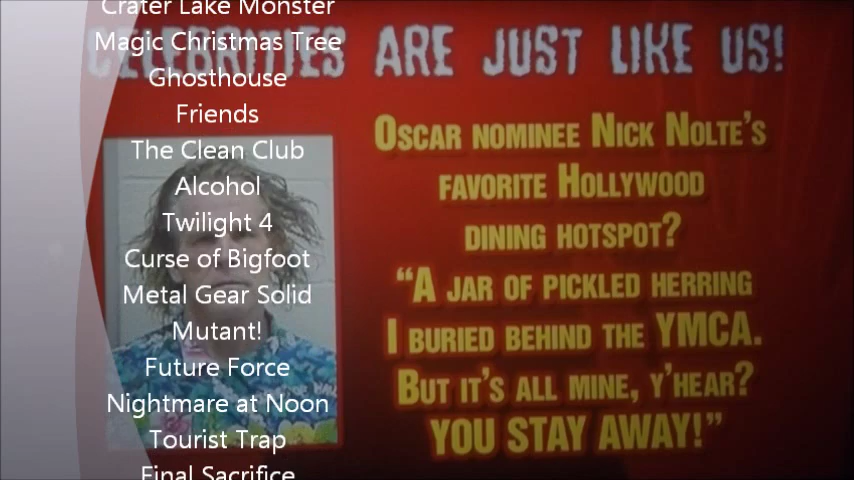 Crater Lake Monster
Magic Christmas Tree
Ghosthouse
Friends
The Clean Club
Alcohol
Twilight 4
Curse of Bigfoot
Metal Gear Solid
Mutant!
Future Force
Nightmare at Noon
Tourist Trap
Final Sacrifice
CELEBRITIES ARE JUST LIKE US!
OSCAR NOMINEE NICK NOLTE'S
FAVORITE HOLLYWOOD
DINING HOTSPOT?
"A JAR OF PICKLED HERRING
I BURIED BEHIND THE YMCA.
BUT IT'S ALL MINE, Y'HEAR?
YOU STAY AWAY!"